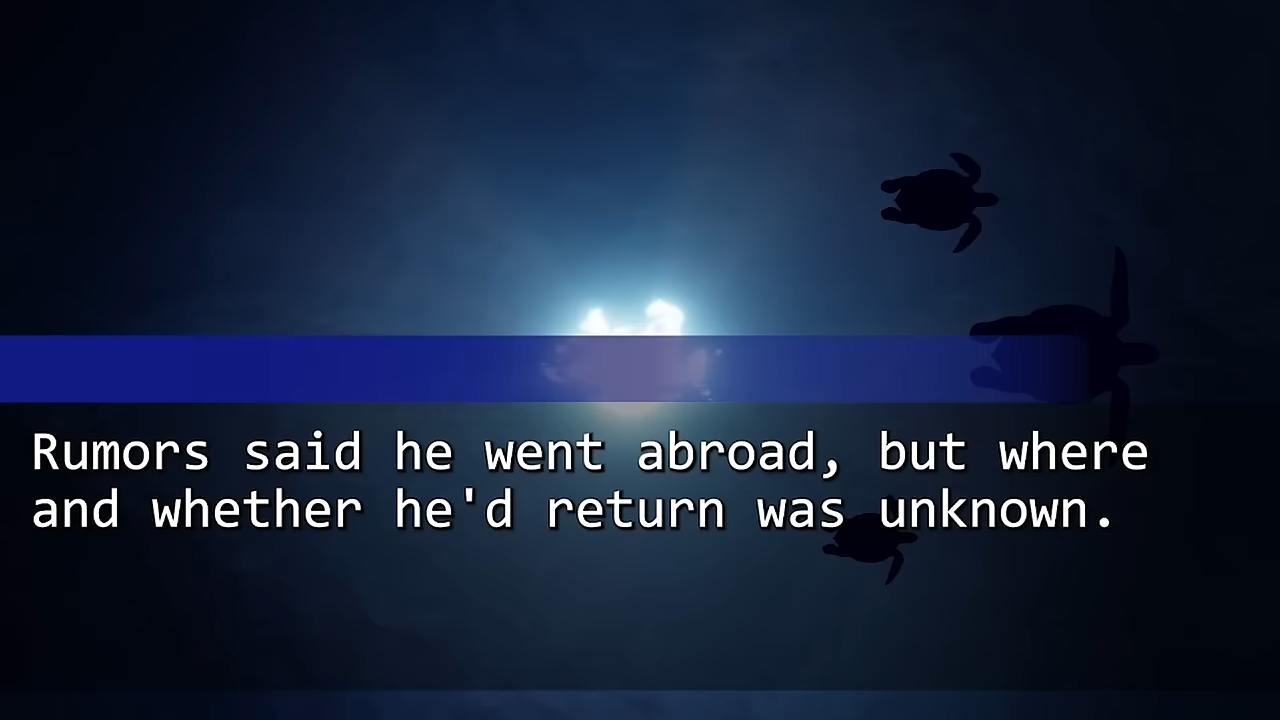 Rumors said he went abroad, but where
and whether he'd return was unknown.